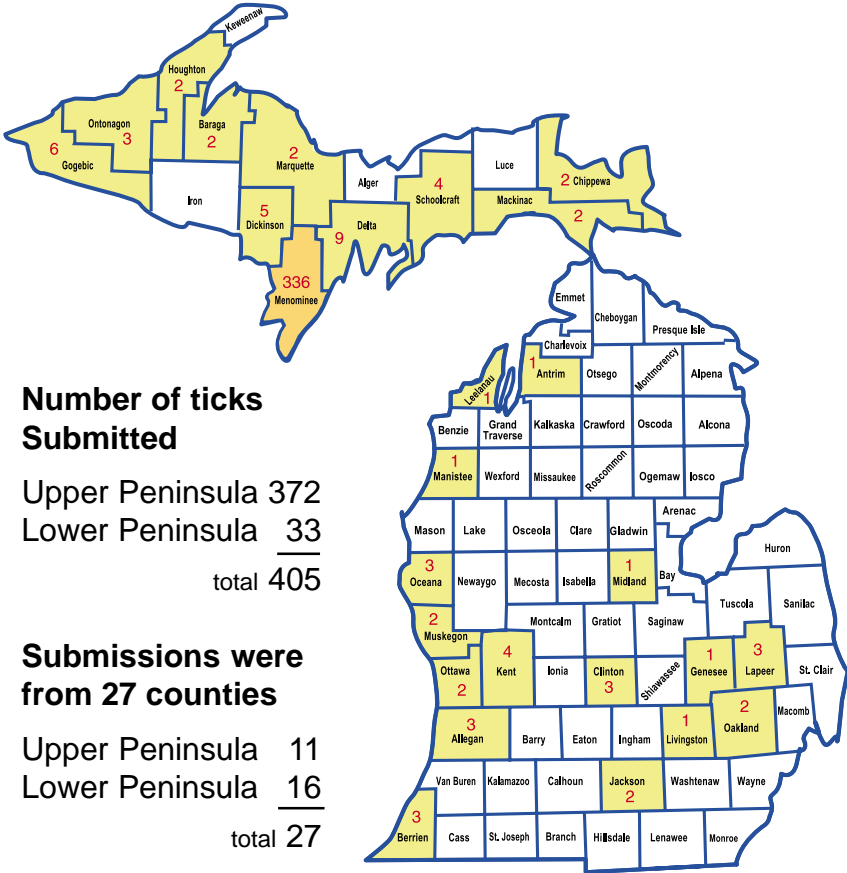 Keweenaw
Houghton
2
Ontonagon
3
Baraga
2
6
Gogebic
2
Marquette
Iron
Alger
Luce
2 Chippewa
4
Schoolcraft
Mackinac
2
5
Dickinson
9
Delta
336
Menominee
Emmet
Cheboygan
Presque Isle
Charlevoix
1
Antrim
Otsego
Montmorency
Alpena
Leelanau
1
Number of ticks
Submitted
Upper Peninsula 372
Lower Peninsula 33
total 405
Benzie
Grand
Traverse
Kalkaska
Crawford
Oscoda
Alcona
1
Manistee
Wexford
Missaukee
Roscommon
Ogemaw
Iosco
Arenac
Mason
Lake
Osceola
Clare
Gladwin
Huron
3
Oceana
Newaygo
Mecosta
Isabella
1
Midland
Bay
Tuscola
Sanilac
2
Muskegon
Montcalm
Gratiot
Saginaw
Submissions were
from 27 counties
Upper Peninsula 11
Lower Peninsula 16
total 27
Ottawa
2
4
Kent
Ionia
Clinton
3
Shiawassee
1
Genesee
3
Lapeer
St. Clair
3
Allegan
Barry
Eaton
Ingham
1
Livingston
2
Oakland
Macomb
Van Buren
Kalamazoo
Calhoun
Jackson
2
Washtenaw
Wayne
3
Berrien
Cass
St. Joseph
Branch
Hillsdale
Lenawee
Monroe